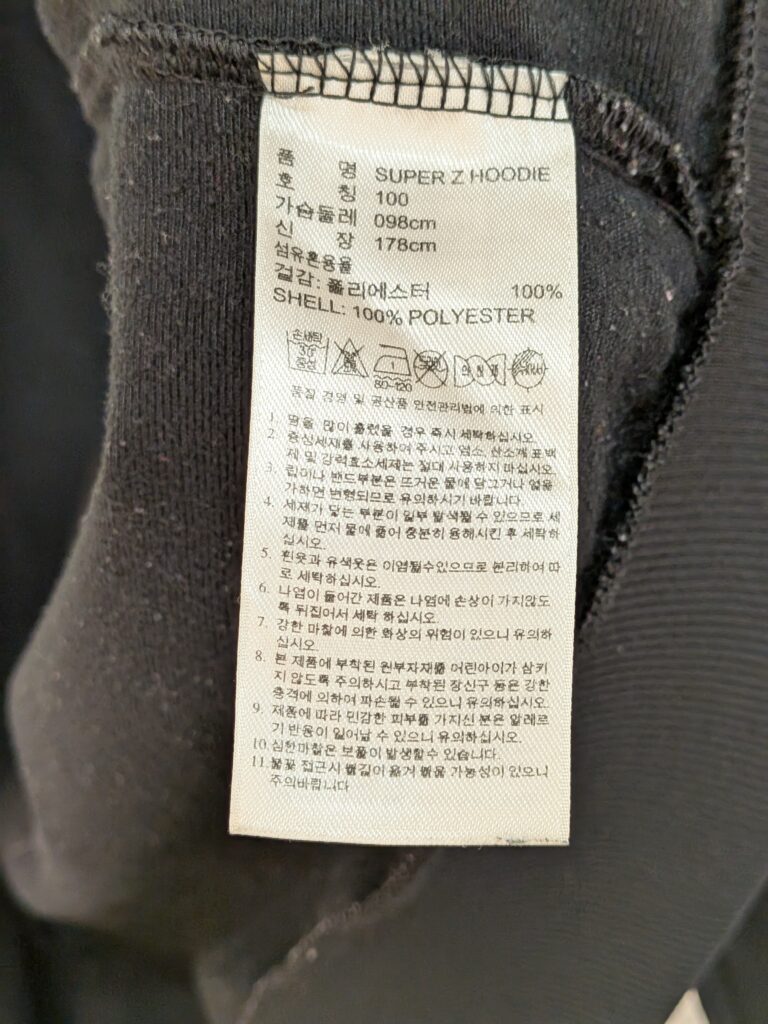 품 명 SUPER Z HOODIE
호 칭 100
가슴둘레 098cm
신 장 178cm
섬유혼용율
겉감: 폴리에스터 100%
SHELL: 100% POLYESTER
손세탁
30
중성
80~120
안 전 품
품질 경영 및 공산품 안전관리법에 의한 표시
1. 땀을 많이 흘렸을 경우 즉시 세탁하십시오.
2. 중성세재를 사용하여 주시고 염소, 산소계 표백
제 및 강력효소세제는 절대 사용하지 마십시오.
3. 립이나 밴드부분은 뜨거운 물에 담그거나 열을
가하면 변형되므로 유의하시기 바랍니다.
4. 세재가 닿는 부분이 일부 탈색될 수 있으므로 세
제를 먼저 물에 풀어 충분히 용해시킨 후 세탁하
십시오.
5. 흰옷과 유색옷은 이염될수있으므로 분리하여 따
로 세탁하십시오.
6. 나염이 들어간 제품은 나염에 손상이 가지않도
록 뒤집어서 세탁 하십시오.
7. 강한 마찰에 의한 화상의 위험이 있으니 유의하
십시오.
8. 본 제품에 부착된 원부자재를 어린아이가 삼키
지 않도록 주의하시고 부착된 장신구 등은 강한
충격에 의하여 파손될 수 있으니 유의하십시오.
9. 제품에 따라 민감한 피부를 가지신 분은 알레르
기 반응이 일어날 수 있으니 유의하십시오.
10. 심한마찰은 보풀이 발생할수 있습니다.
11. 불꽃 접근시 불길이 옮겨 붙을 가능성이 있으니
주의바랍니다